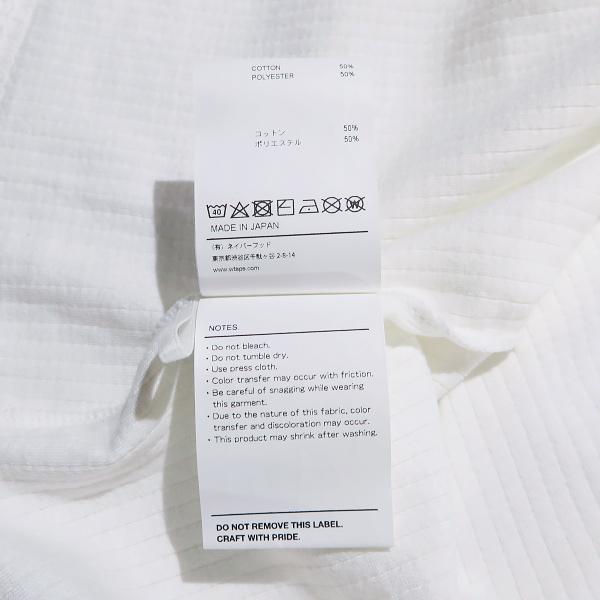 COTTON 50%
POLYESTER 50%
コットン 50%
ポリエステル 50%
40 W
MADE IN JAPAN
(有) ネイバーフッド
東京都渋谷区千駄ヶ谷 2-8-14
www.wtaps.com
NOTES.
・Do not bleach.
・Do not tumble dry.
・Use press cloth.
・Color transfer may occur with friction.
・Be careful of snagging while wearing
this garment.
・Due to the nature of this fabric, color
transfer and discoloration may occur.
・This product may shrink after washing.
DO NOT REMOVE THIS LABEL.
CRAFT WITH PRIDE.